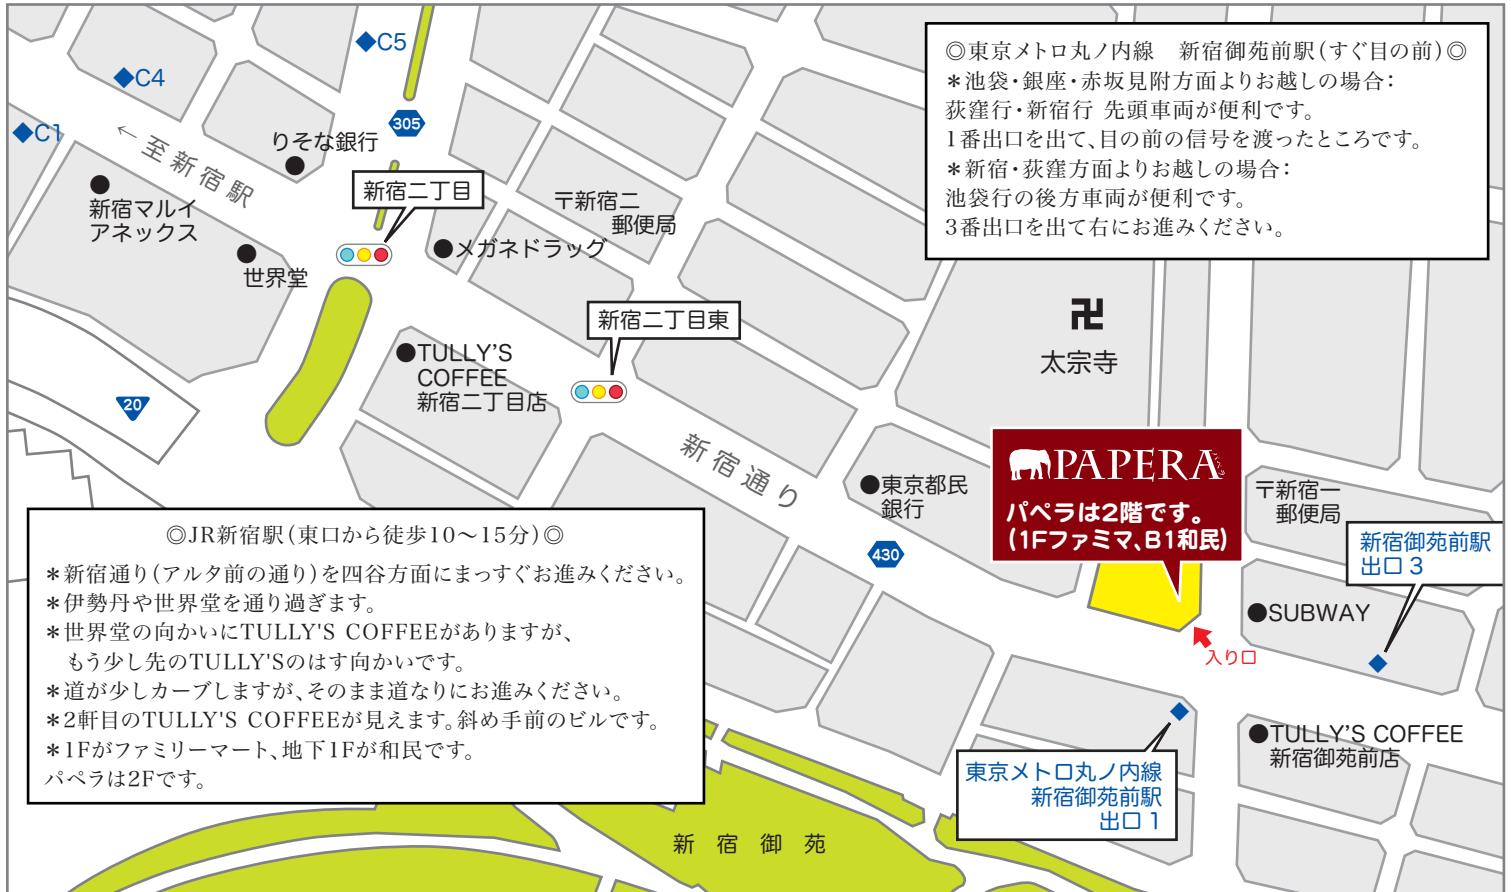 ◆C5
◆C4
◆C1
305
←至新宿駅
りそな銀行
新宿二丁目
新宿マルイ
アネックス
世界堂
メガネドラッグ
〒新宿二
郵便局
新宿二丁目東
TULLY'S
COFFEE
新宿二丁目店
20
新宿通り
◎東京メトロ丸ノ内線　新宿御苑前駅(すぐ目の前)◎
*池袋・銀座・赤坂見附方面よりお越しの場合:
荻窪行・新宿行 先頭車両が便利です。
1番出口を出て、目の前の信号を渡ったところです。
*新宿・荻窪方面よりお越しの場合:
池袋行の後方車両が便利です。
3番出口を出て右にお進みください。
卍
太宗寺
東京都民
銀行
430
PAPERA
パペラ
パペラは2階です。
(1Fファミマ、B1和民)
〒新宿一
郵便局
新宿御苑前駅
出口 3
SUBWAY
入り口
◎JR新宿駅(東口から徒歩10〜15分)◎
*新宿通り(アルタ前の通り)を四谷方面にまっすぐお進みください。
*伊勢丹や世界堂を通り過ぎます。
*世界堂の向かいにTULLY'S COFFEEがありますが、
もう少し先のTULLY'Sのはす向かいです。
*道が少しカーブしますが、そのまま道なりにお進みください。
*2軒目のTULLY'S COFFEEが見えます。斜め手前のビルです。
*1Fがファミリーマート、地下1Fが和民です。
パペラは2Fです。
東京メトロ丸ノ内線
新宿御苑前駅
出口 1
TULLY'S COFFEE
新宿御苑前店
新宿御苑